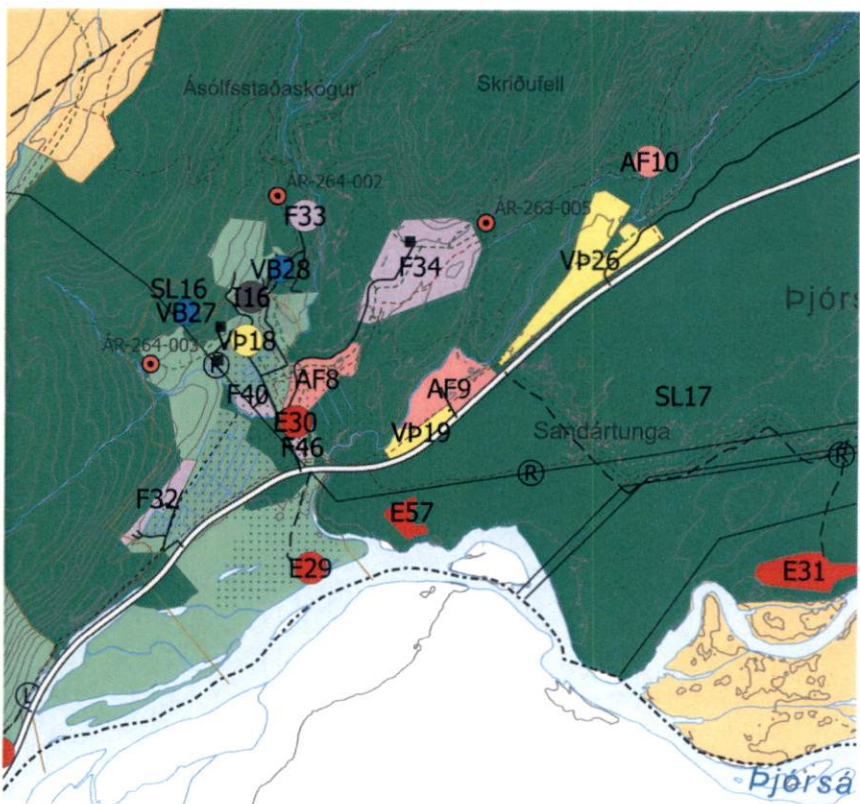 Ásólfsstaðaskógur
Skriðufell
AF10
ÁR-264-002
F33
ÁR-263-005
VÞ26
F34
VB28
SL16
I16
VB27
VÞ18
ÁR-264-003
F40
AF8
AF9
SL17
E30
VÞ19
Sandártunga
F46
R
R
F32
E57
E29
E31
L
Þjórsá